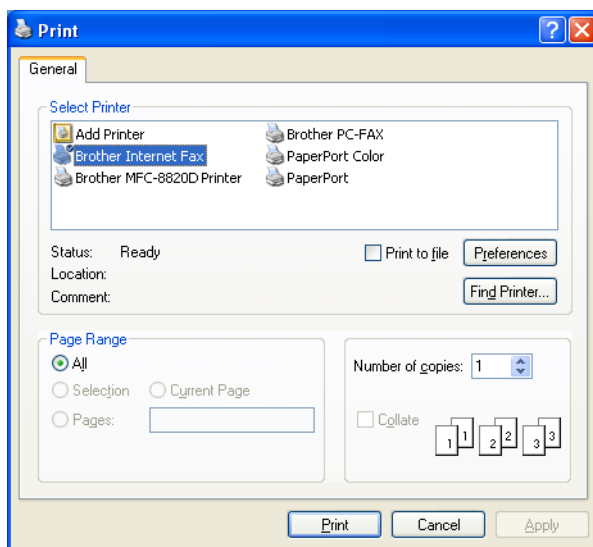 Print
General
Select Printer
Add Printer
Brother Internet Fax
Brother MFC-8820D Printer
Brother PC-FAX
PaperPort Color
PaperPort
Status: Ready
Location:
Comment:
Print to file
Preferences
Find Printer...
Page Range
All
Selection
Current Page
Pages:
Number of copies: 1
Collate
1 1 2 2 3 3
Print
Cancel
Apply